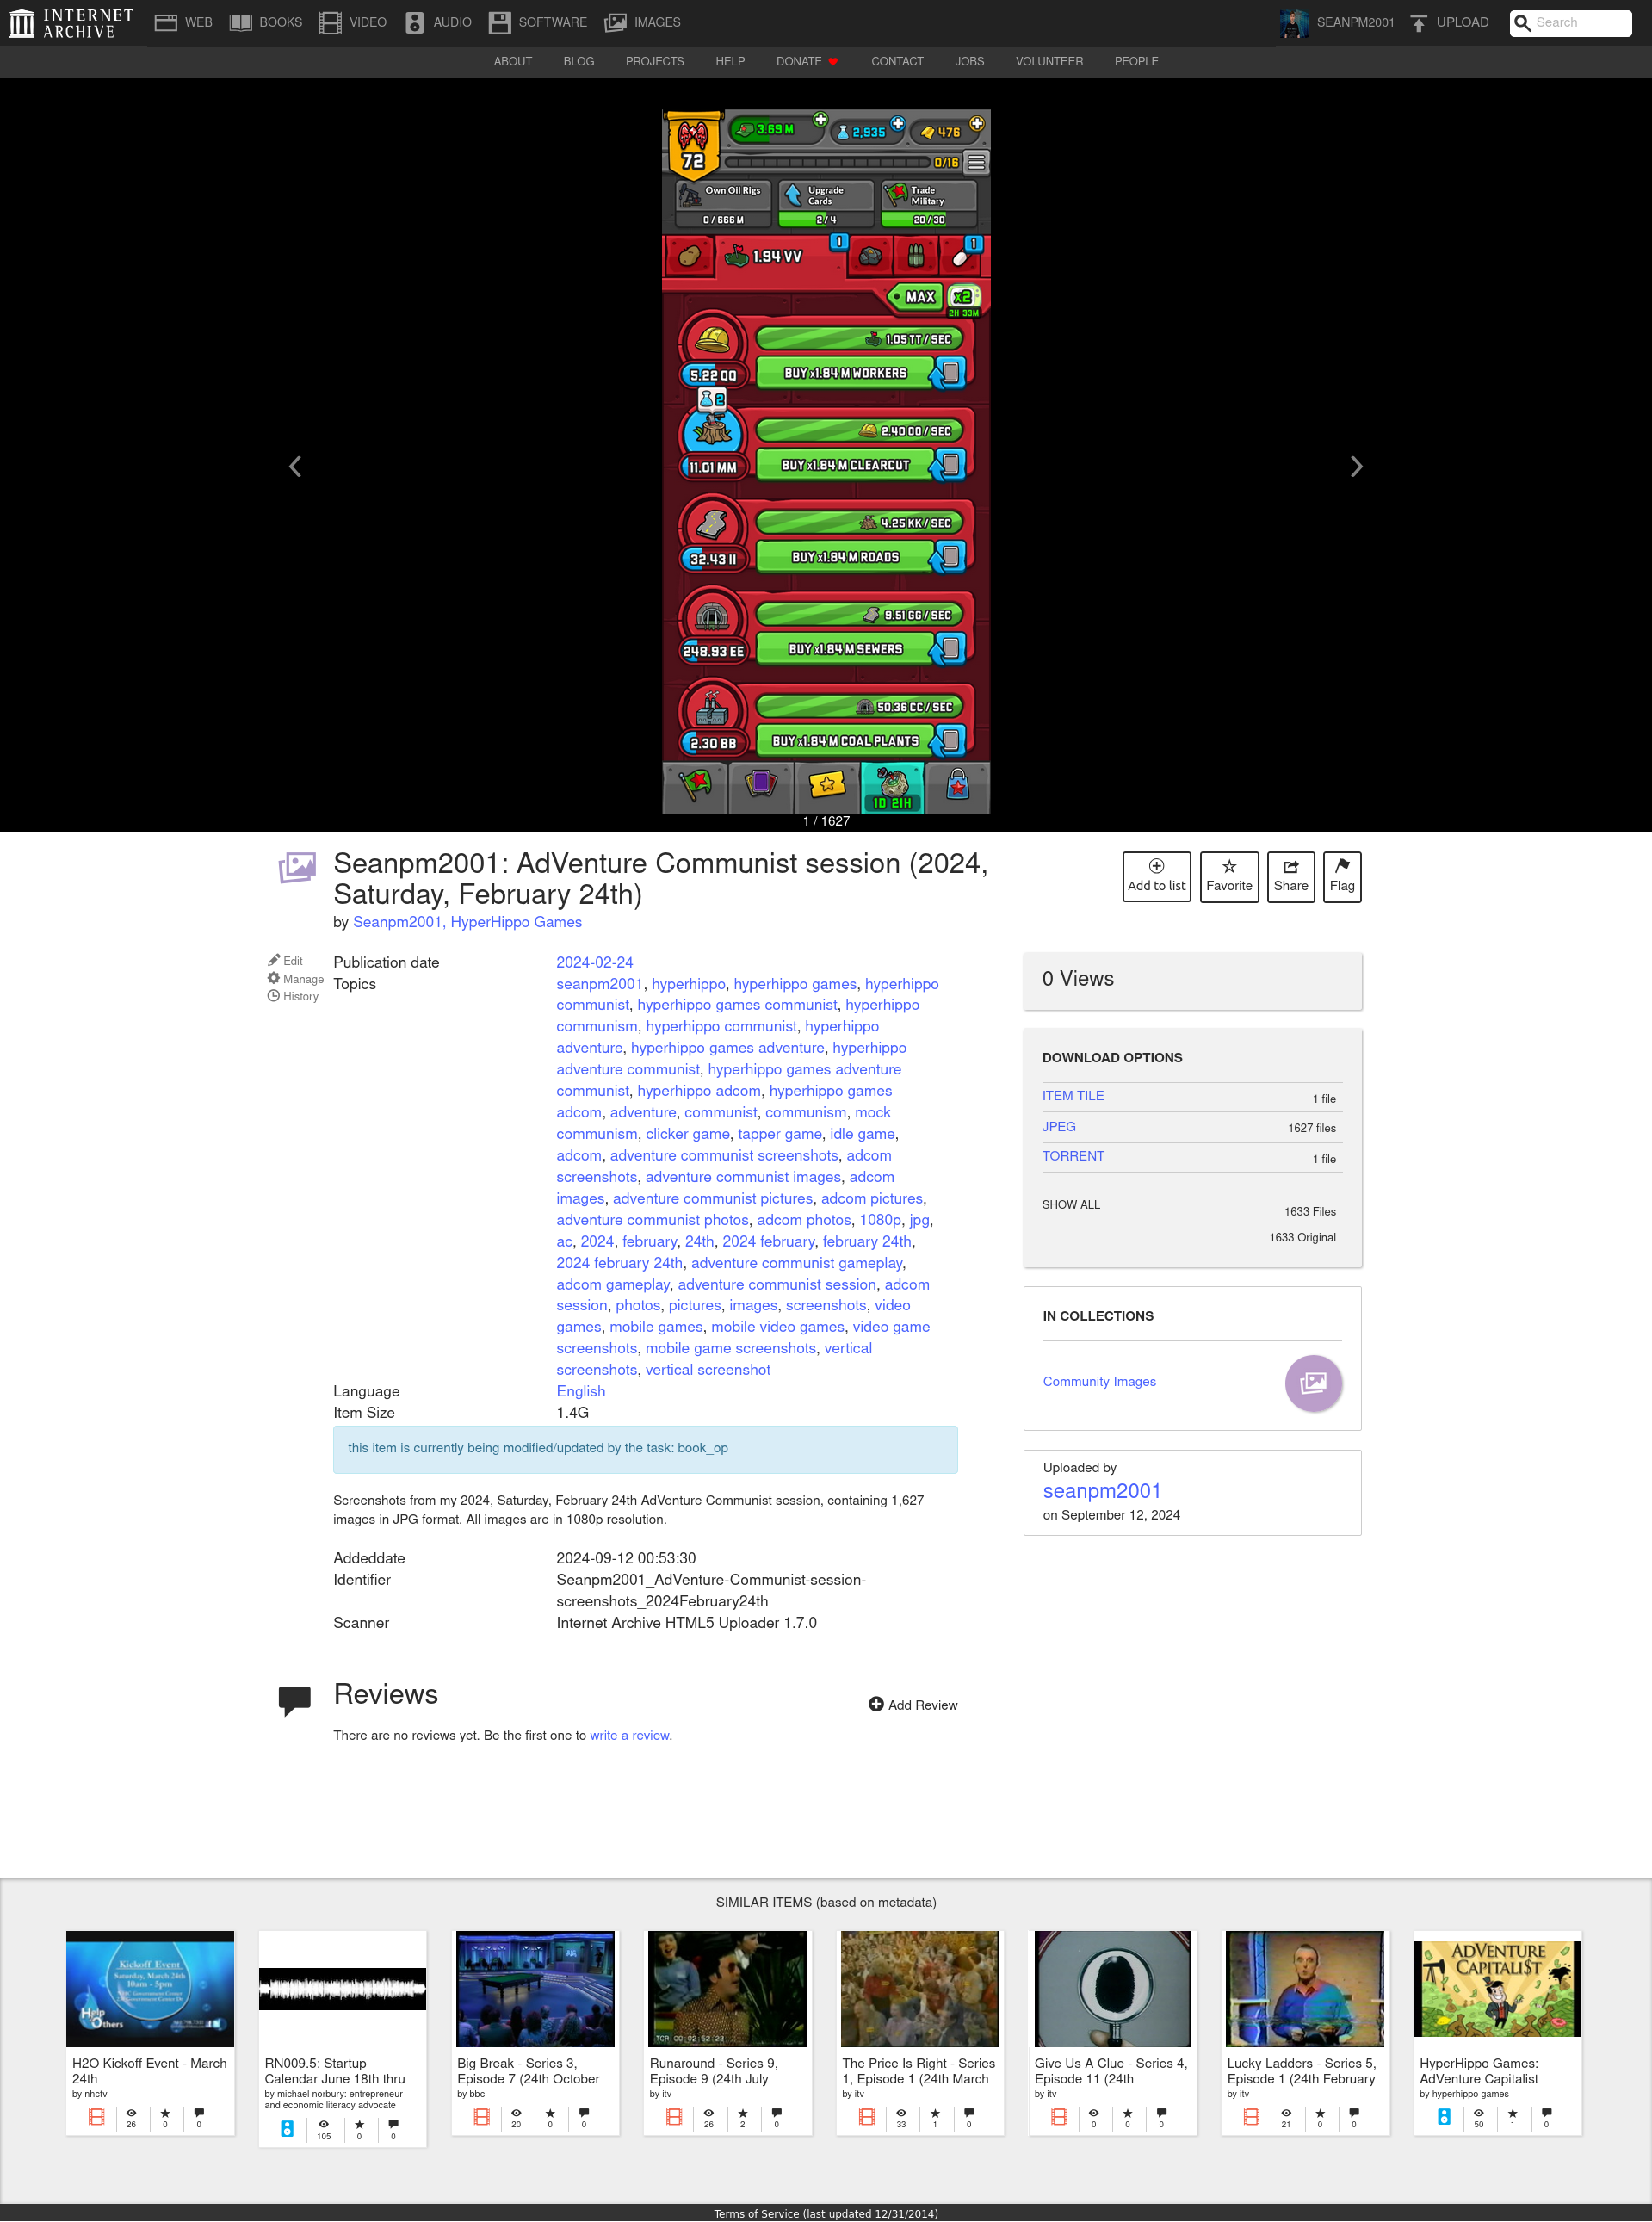 INTERNET
ARCHIVE
WEB
BOOKS
VIDEO
AUDIO
SOFTWARE
IMAGES
SEANPM2001
UPLOAD
Search
ABOUT
BLOG
PROJECTS
HELP
DONATE
CONTACT
JOBS
VOLUNTEER
PEOPLE
3.69 M
2,935
476
72
0/16
Own Oil Rigs
0 / 666 M
Upgrade
Cards
2 / 4
Trade
Military
20 / 30
1
1
1.94 VV
MAX
x2
2H 33M
1.05 TT / SEC
5.22 QQ
BUY x1.84 M WORKERS
2
2.40 OO / SEC
11.01 MM
BUY x1.84 M CLEARCUT
4.25 KK / SEC
32.43 II
BUY x1.84 M ROADS
9.51 GG / SEC
248.93 EE
BUY x1.84 M SEWERS
50.36 CC / SEC
2.30 BB
BUY x1.84 M COAL PLANTS
1D 21H
1 / 1627
Seanpm2001: AdVenture Communist session (2024,
Saturday, February 24th)
by Seanpm2001, HyperHippo Games
Add to list
Favorite
Share
Flag
Edit
Manage
History
Publication date 2024-02-24
Topics seanpm2001, hyperhippo, hyperhippo games, hyperhippo
communist, hyperhippo games communist, hyperhippo
communism, hyperhippo communist, hyperhippo
adventure, hyperhippo games adventure, hyperhippo
adventure communist, hyperhippo games adventure
communist, hyperhippo adcom, hyperhippo games
adcom, adventure, communist, communism, mock
communism, clicker game, tapper game, idle game,
adcom, adventure communist screenshots, adcom
screenshots, adventure communist images, adcom
images, adventure communist pictures, adcom pictures,
adventure communist photos, adcom photos, 1080p, jpg,
ac, 2024, february, 24th, 2024 february, february 24th,
2024 february 24th, adventure communist gameplay,
adcom gameplay, adventure communist session, adcom
session, photos, pictures, images, screenshots, video
games, mobile games, mobile video games, video game
screenshots, mobile game screenshots, vertical
screenshots, vertical screenshot
Language English
Item Size 1.4G
this item is currently being modified/updated by the task: book_op
Screenshots from my 2024, Saturday, February 24th AdVenture Communist session, containing 1,627
images in JPG format. All images are in 1080p resolution.
Addeddate 2024-09-12 00:53:30
Identifier Seanpm2001_AdVenture-Communist-session-
screenshots_2024February24th
Scanner Internet Archive HTML5 Uploader 1.7.0
0 Views
DOWNLOAD OPTIONS
ITEM TILE 1 file
JPEG 1627 files
TORRENT 1 file
SHOW ALL 1633 Files
1633 Original
IN COLLECTIONS
Community Images
Uploaded by
seanpm2001
on September 12, 2024
Reviews
Add Review
There are no reviews yet. Be the first one to write a review.
SIMILAR ITEMS (based on metadata)
Kickoff Event
Saturday, March 24th
10am - 5pm
Help
Others
H2O Kickoff Event - March
24th
by nhctv
26 0 0
RN009.5: Startup
Calendar June 18th thru
by michael norbury: entrepreneur
and economic literacy advocate
105 0 0
Big Break - Series 3,
Episode 7 (24th October
by bbc
20 0 0
TCR 00:02:52:23
Runaround - Series 9,
Episode 9 (24th July
by itv
26 2 0
The Price Is Right - Series
1, Episode 1 (24th March
by itv
33 1 0
Give Us A Clue - Series 4,
Episode 11 (24th
by itv
0 0 0
Lucky Ladders - Series 5,
Episode 1 (24th February
by itv
21 0 0
ADVENTURE
CAPITALI$T
HyperHippo Games:
AdVenture Capitalist
by hyperhippo games
50 1 0
Terms of Service (last updated 12/31/2014)